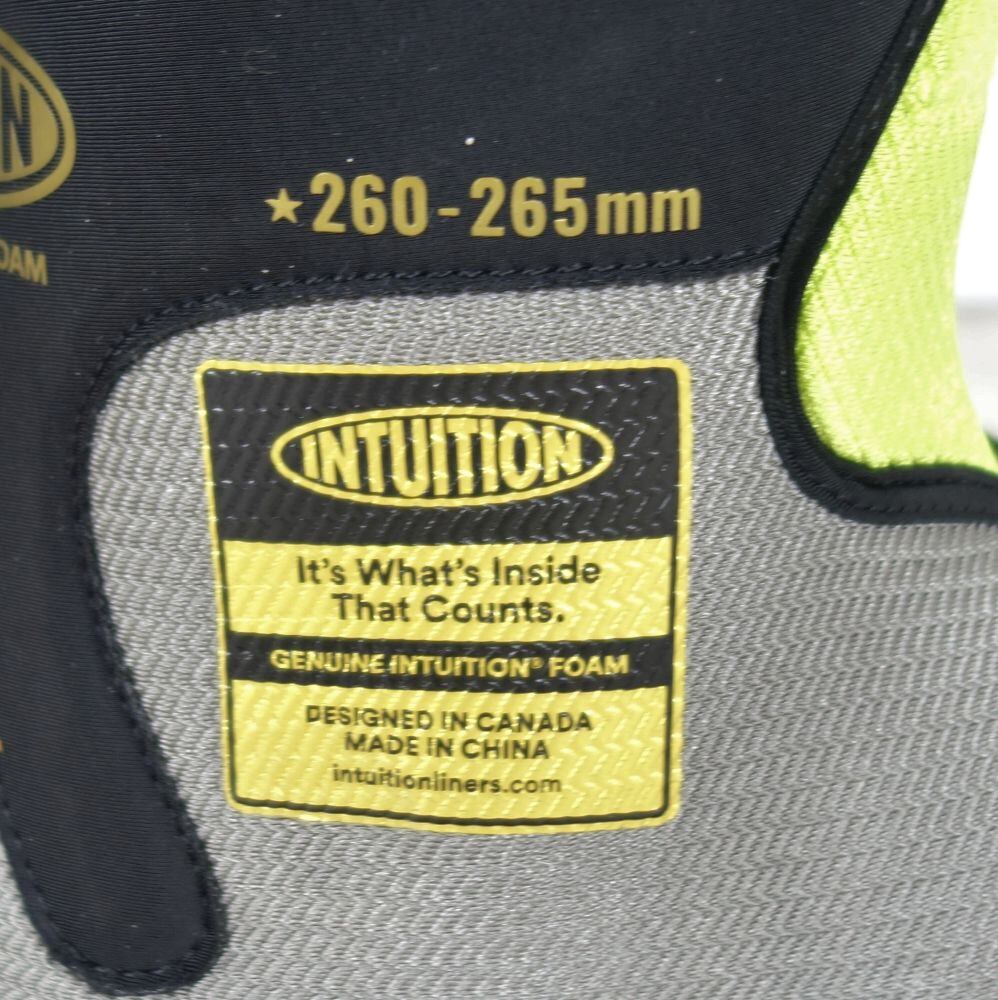 ★260-265mm
INTUITION
It's What's Inside
That Counts.
GENUINE INTUITION® FOAM
DESIGNED IN CANADA
MADE IN CHINA
intuitionliners.com